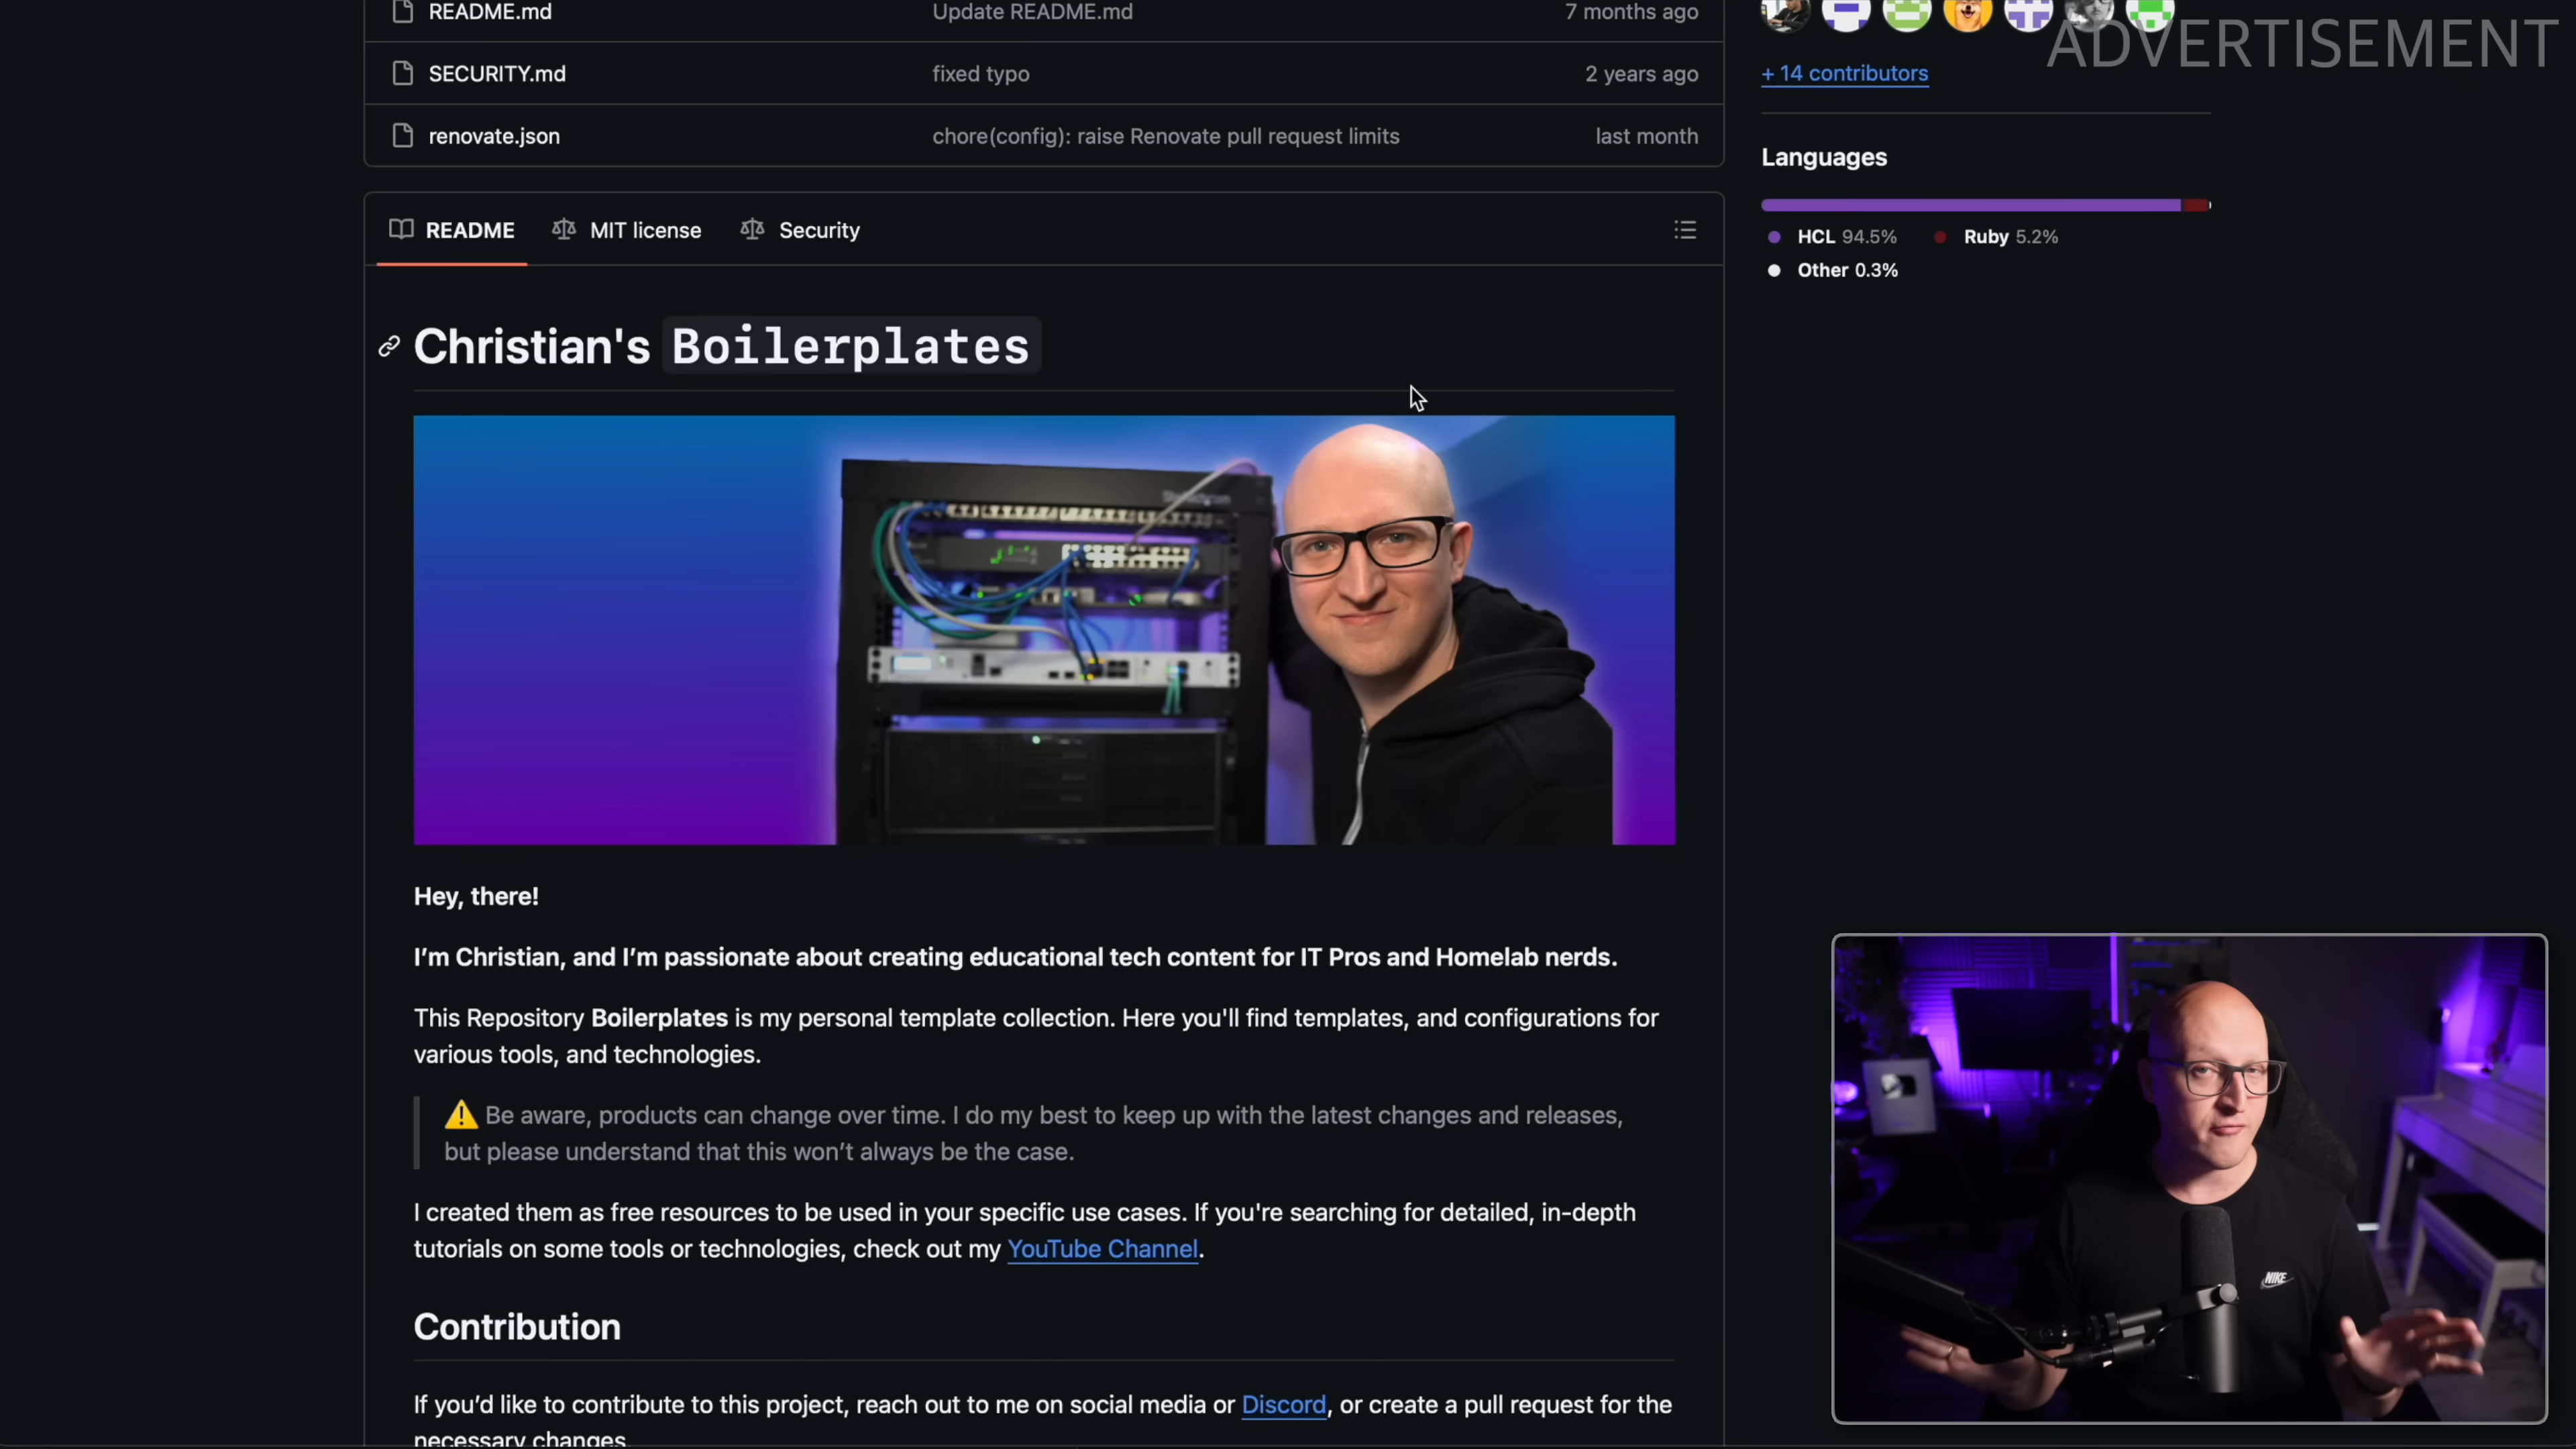 README.md
Update README.md
7 months ago
ADVERTISEMENT
SECURITY.md
fixed typo
2 years ago
+ 14 contributors
renovate.json
chore(config): raise Renovate pull request limits
last month
Languages
HCL 94.5%
Ruby 5.2%
Other 0.3%
README
MIT license
Security
Christian's Boilerplates
Hey, there!
I’m Christian, and I’m passionate about creating educational tech content for IT Pros and Homelab nerds.
This Repository Boilerplates is my personal template collection. Here you'll find templates, and configurations for
various tools, and technologies.
Be aware, products can change over time. I do my best to keep up with the latest changes and releases,
but please understand that this won’t always be the case.
I created them as free resources to be used in your specific use cases. If you're searching for detailed, in-depth
tutorials on some tools or technologies, check out my YouTube Channel.
NIKE
Contribution
If you’d like to contribute to this project, reach out to me on social media or Discord, or create a pull request for the
necessary changes.